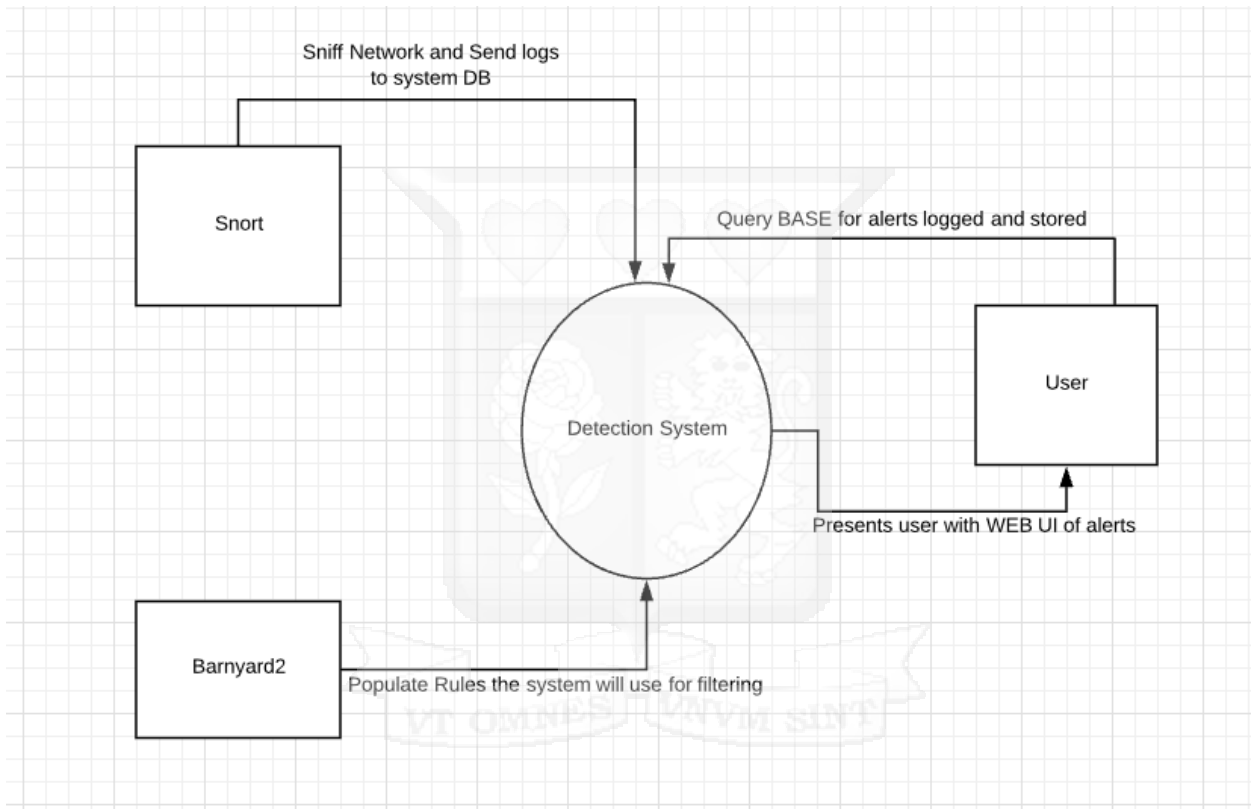 Sniff Network and Send logs
to system DB
Snort
Query BASE for alerts logged and stored
User
Detection System
Presents user with WEB UI of alerts
Barnyard2
Populate Rules the system will use for filtering
VT OMNES VNVM SINT